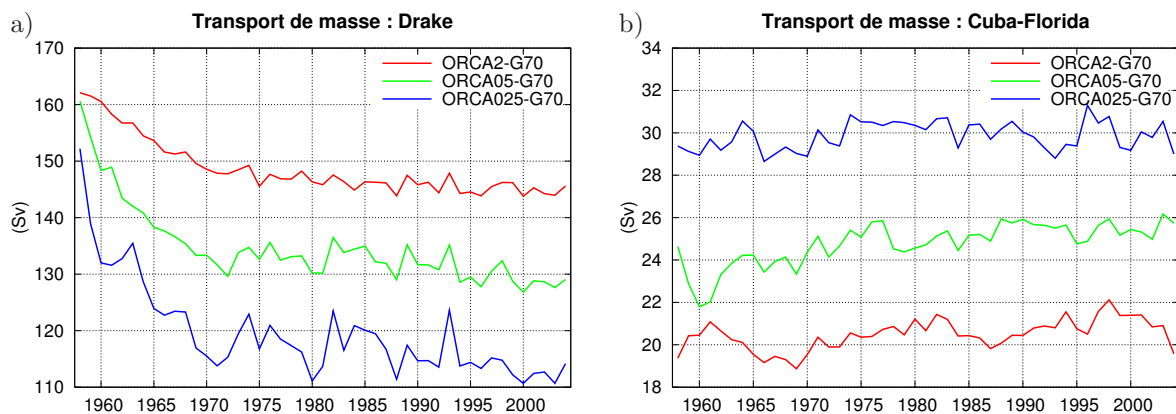 a)
Transport de masse : Drake
170
160
150
140
130
120
110
(Sv)
ORCA2-G70
ORCA05-G70
ORCA025-G70
1960 1965 1970 1975 1980 1985 1990 1995 2000
b)
Transport de masse : Cuba-Florida
34
32
30
28
26
24
22
20
18
(Sv)
ORCA2-G70
ORCA05-G70
ORCA025-G70
1960 1965 1970 1975 1980 1985 1990 1995 2000